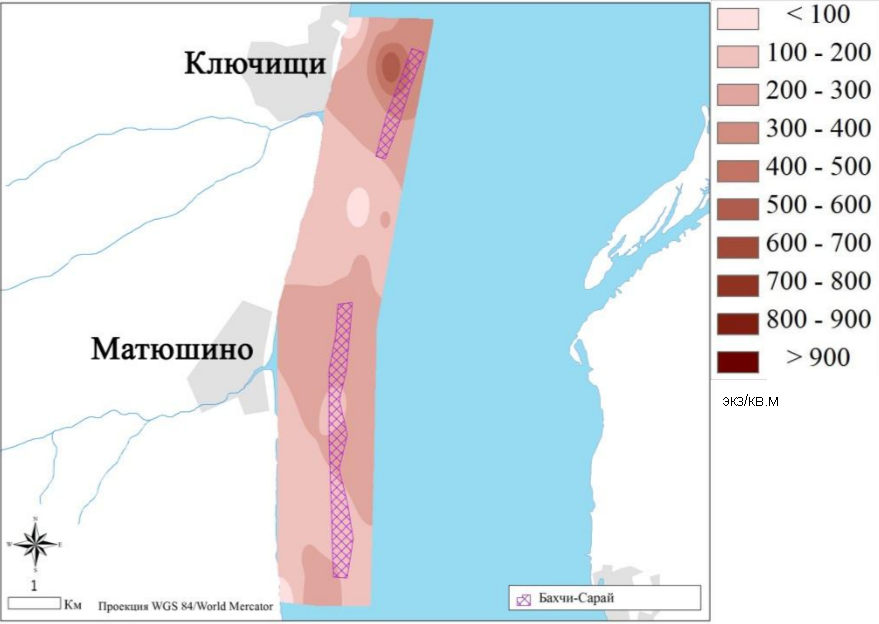 Ключищи
Матюшино
N
W E
S
1
Км
Проекция WGS 84/World Mercator
Бахчи-Сарай
< 100
100 - 200
200 - 300
300 - 400
400 - 500
500 - 600
600 - 700
700 - 800
800 - 900
> 900
экз/кв.м